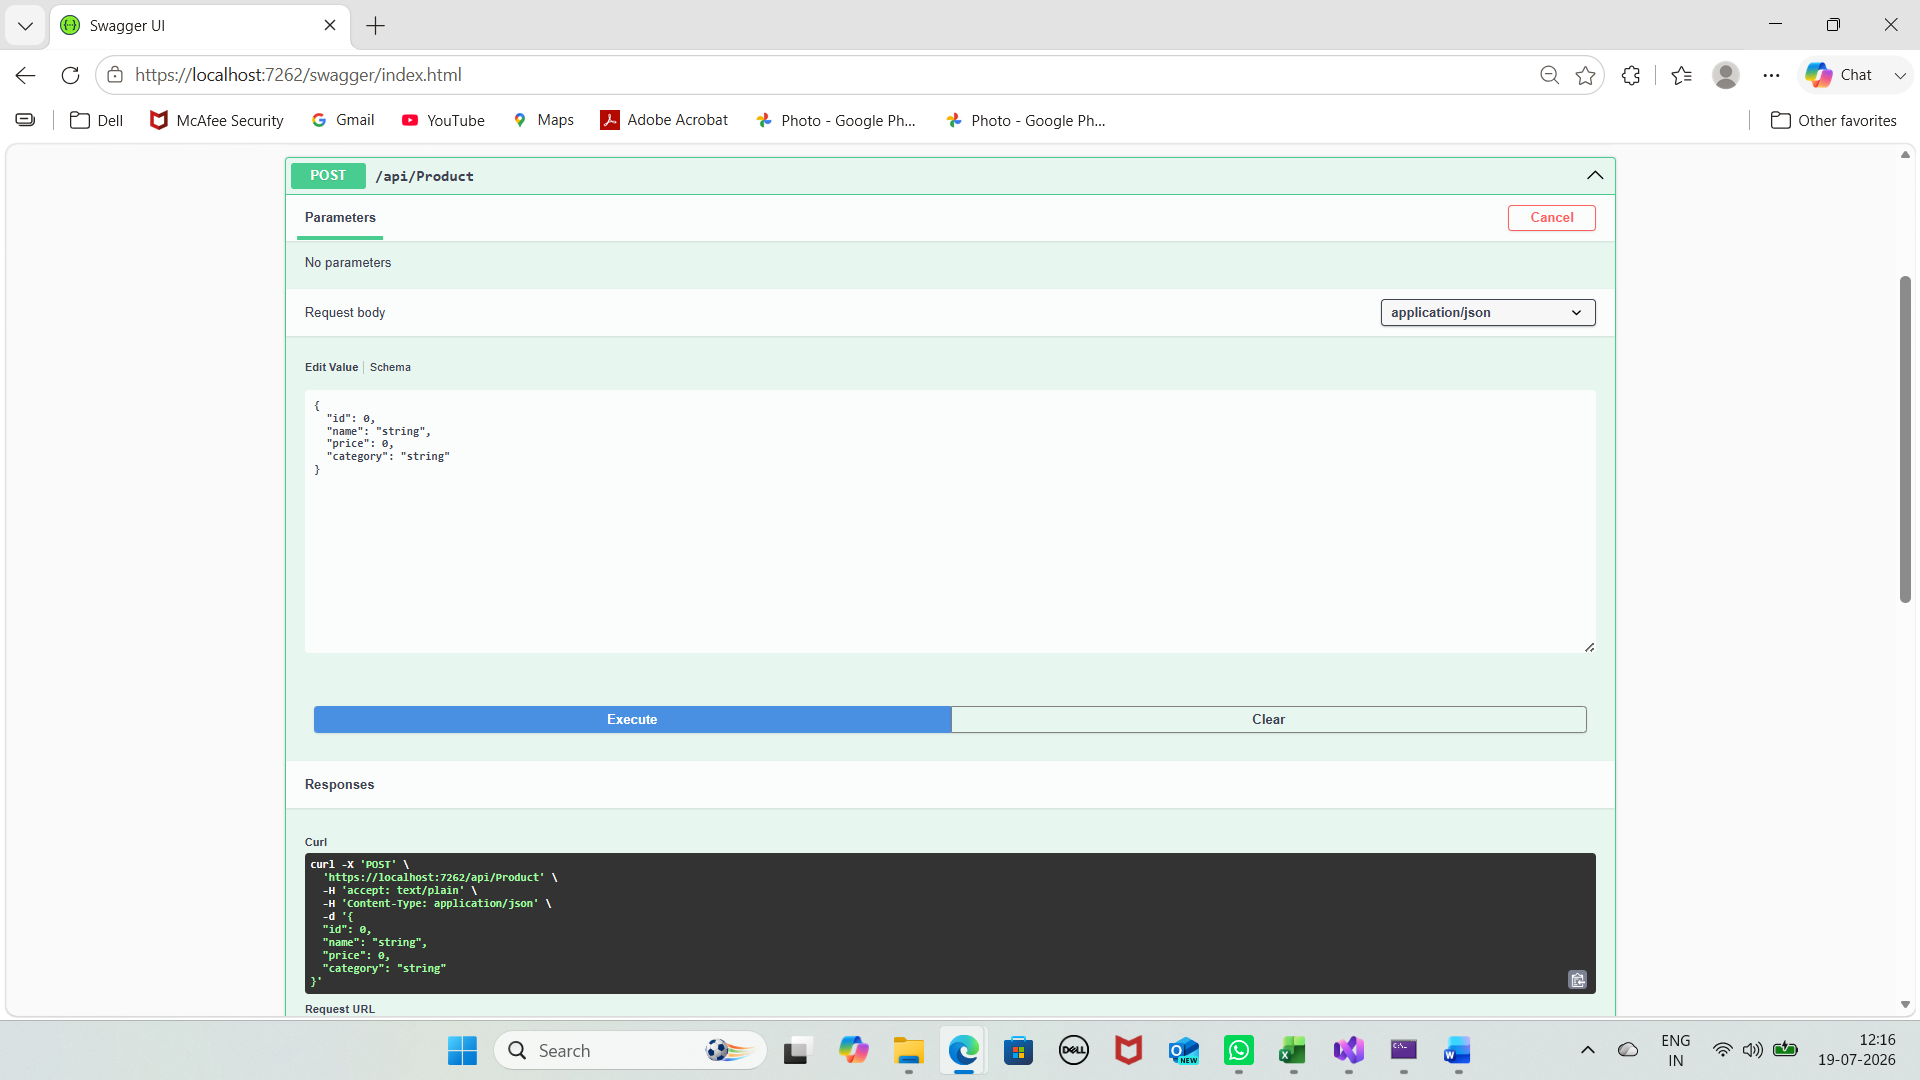 Swagger UI
https://localhost:7262/swagger/index.html
Chat
Dell
McAfee Security
Gmail
YouTube
Maps
Adobe Acrobat
Photo - Google Ph...
Photo - Google Ph...
Other favorites
POST /api/Product
Parameters
Cancel
No parameters
Request body
application/json
Edit Value | Schema
{
"id": 0,
"name": "string",
"price": 0,
"category": "string"
}
Execute
Clear
Responses
Curl
curl -X 'POST' \
'https://localhost:7262/api/Product' \
-H 'accept: text/plain' \
-H 'Content-Type: application/json' \
-d '{
"id": 0,
"name": "string",
"price": 0,
"category": "string"
}'
Request URL
Search
DELL
NEW
ENG
IN
12:16
19-07-2026